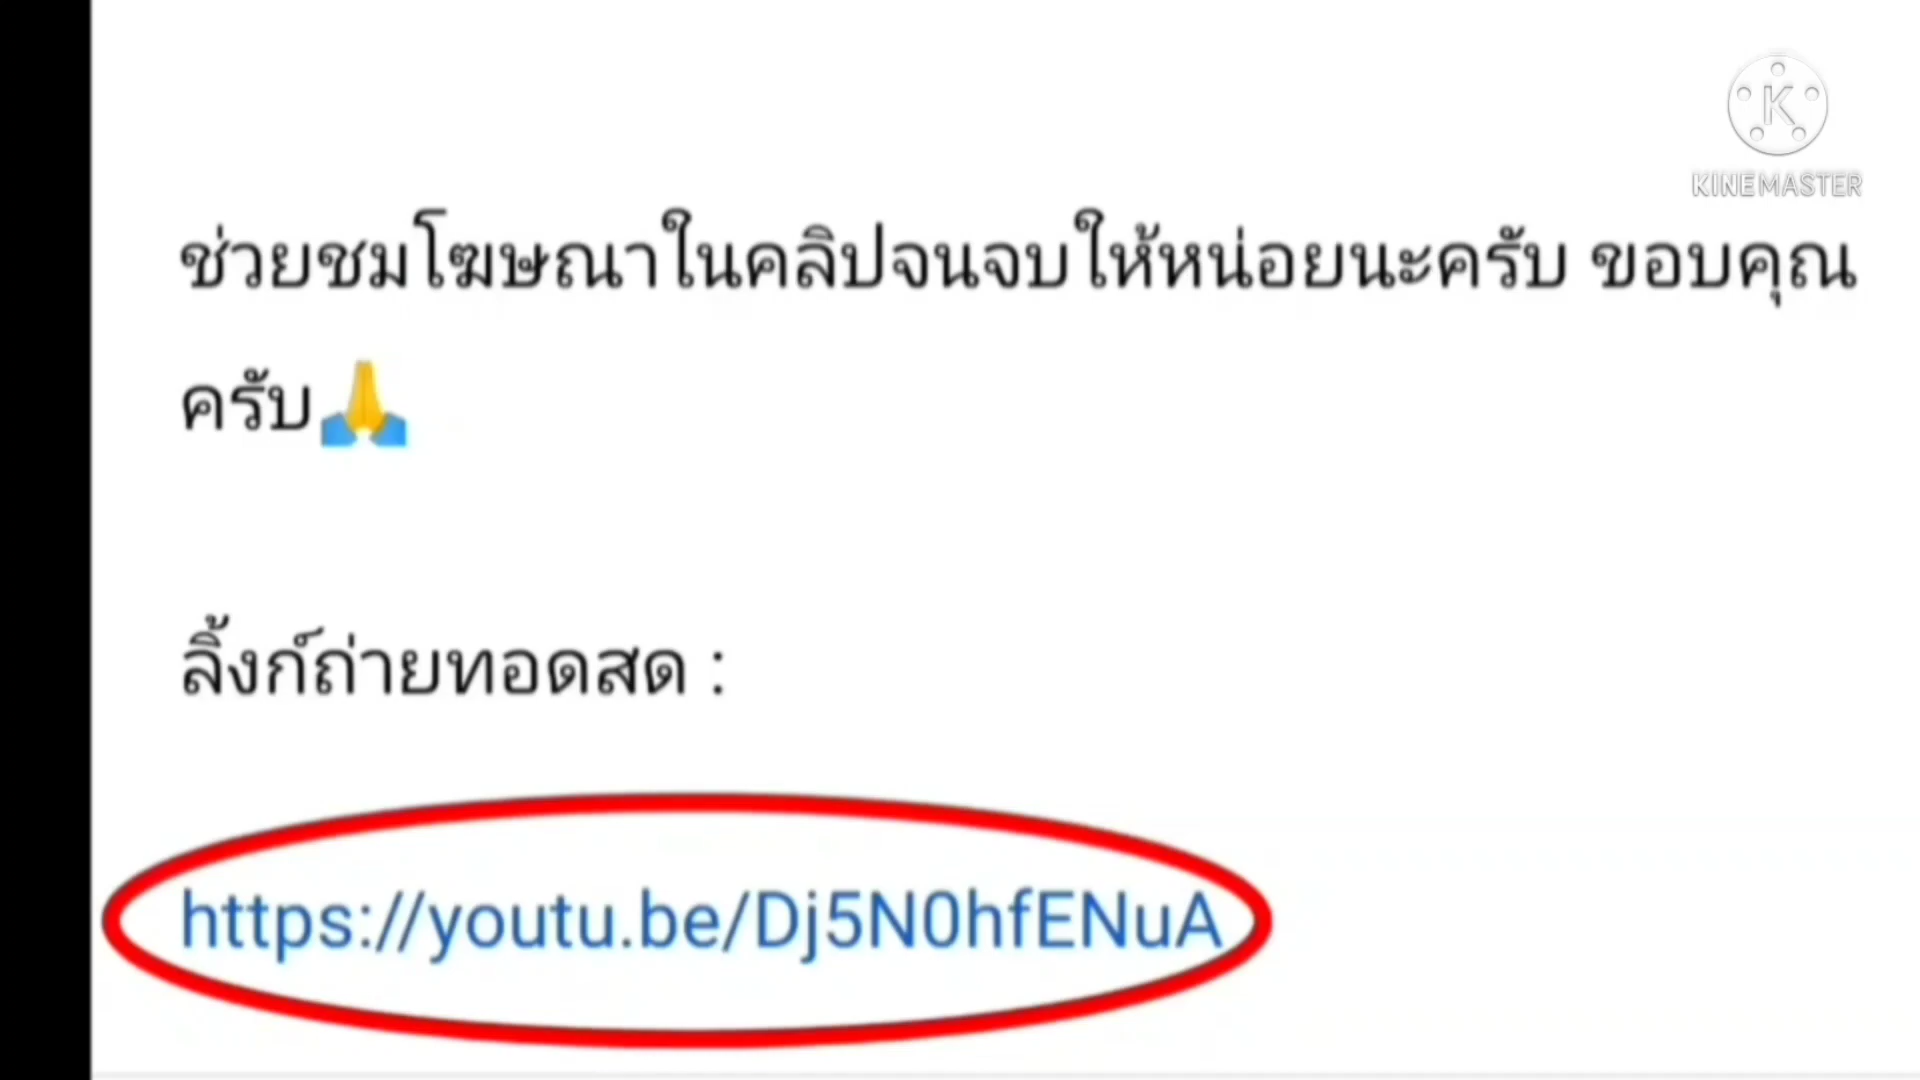 KINEMASTER
ช่วยชมโฆษณาในคลิปจนจบให้หน่อยนะครับ ขอบคุณ
ครับ🙏
ลิ้งก์ถ่ายทอดสด :
https://youtu.be/Dj5N0hfENuA